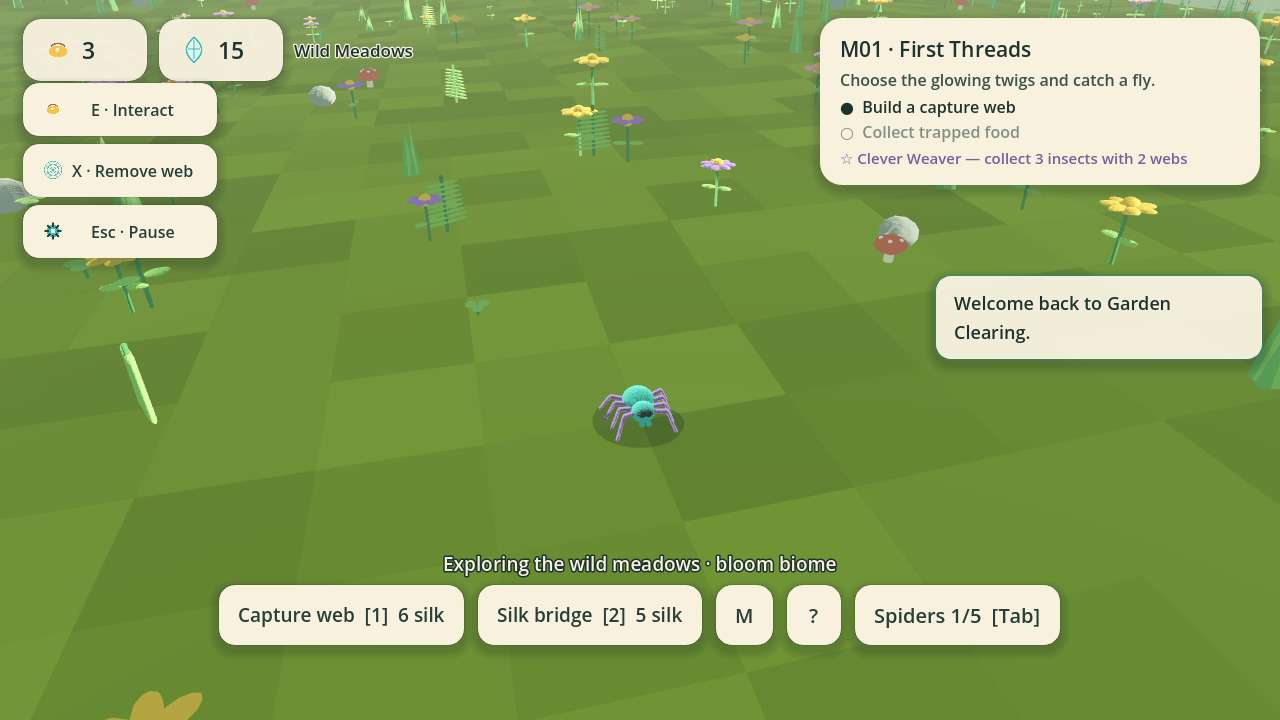 3
15
Wild Meadows
E · Interact
X · Remove web
Esc · Pause
M01 · First Threads
Choose the glowing twigs and catch a fly.
● Build a capture web
○ Collect trapped food
☆ Clever Weaver — collect 3 insects with 2 webs
Welcome back to Garden
Clearing.
Exploring the wild meadows · bloom biome
Capture web [1] 6 silk
Silk bridge [2] 5 silk
M
?
Spiders 1/5 [Tab]